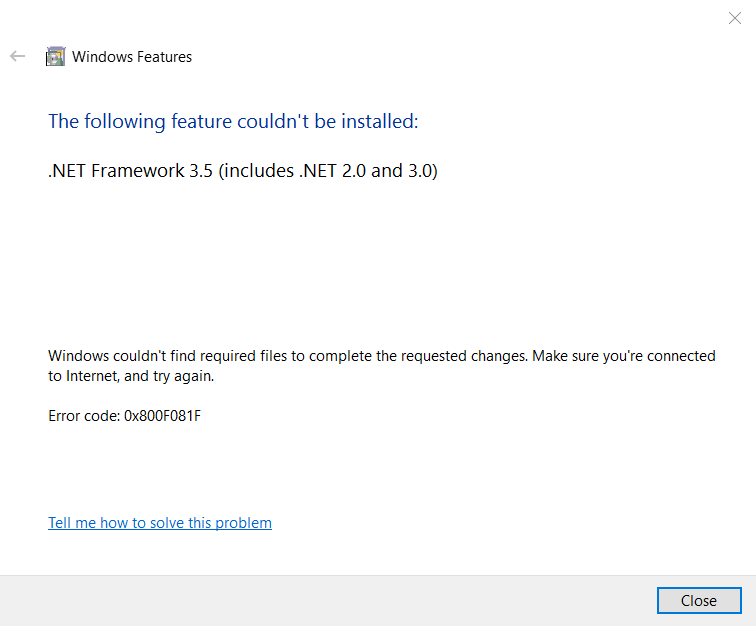 Windows Features
The following feature couldn't be installed:
.NET Framework 3.5 (includes .NET 2.0 and 3.0)
Windows couldn't find required files to complete the requested changes. Make sure you're connected
to Internet, and try again.
Error code: 0x800F081F
Tell me how to solve this problem
Close